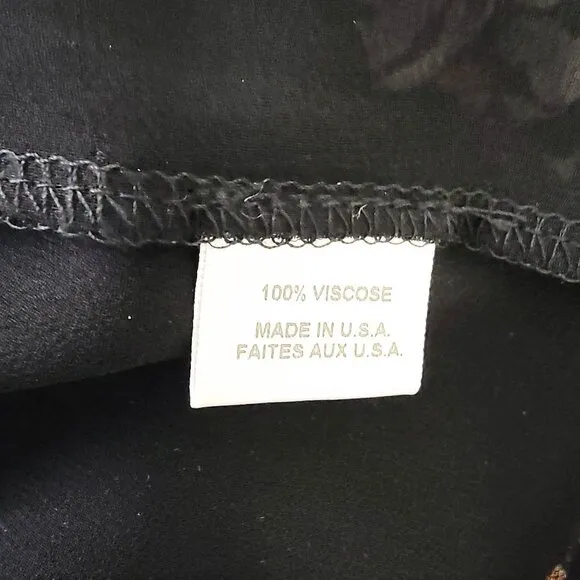 100% VISCOSE
MADE IN U.S.A.
FAITES AUX U.S.A.